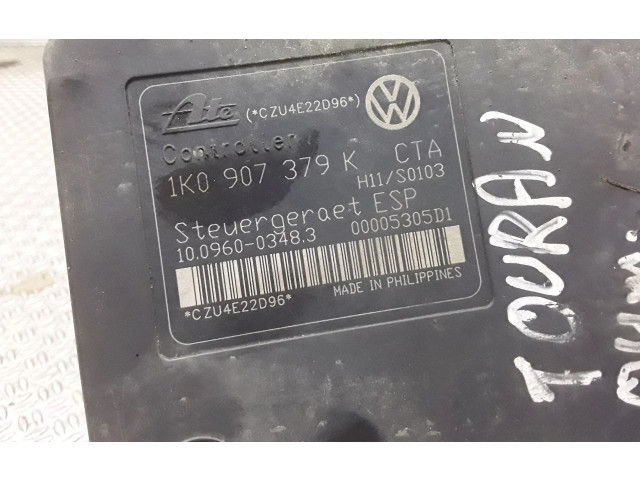 Ate (*CZU4E22D96*)
Controller
1K0 907 379 K CTA
H11/S0103
Steuergeraet ESP
10.0960-0348.3 00005305D1
*CZU4E22D96* MADE IN PHILIPPINES
TOURAN